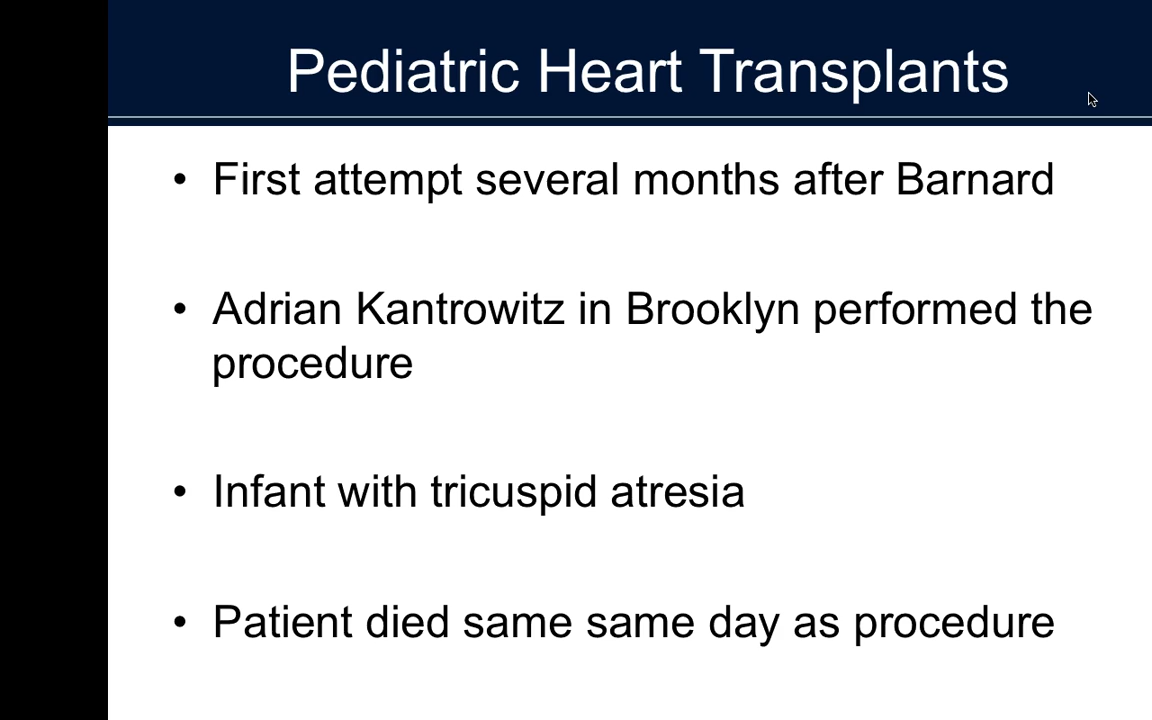 Pediatric Heart Transplants
• First attempt several months after Barnard
• Adrian Kantrowitz in Brooklyn performed the
procedure
• Infant with tricuspid atresia
• Patient died same same day as procedure